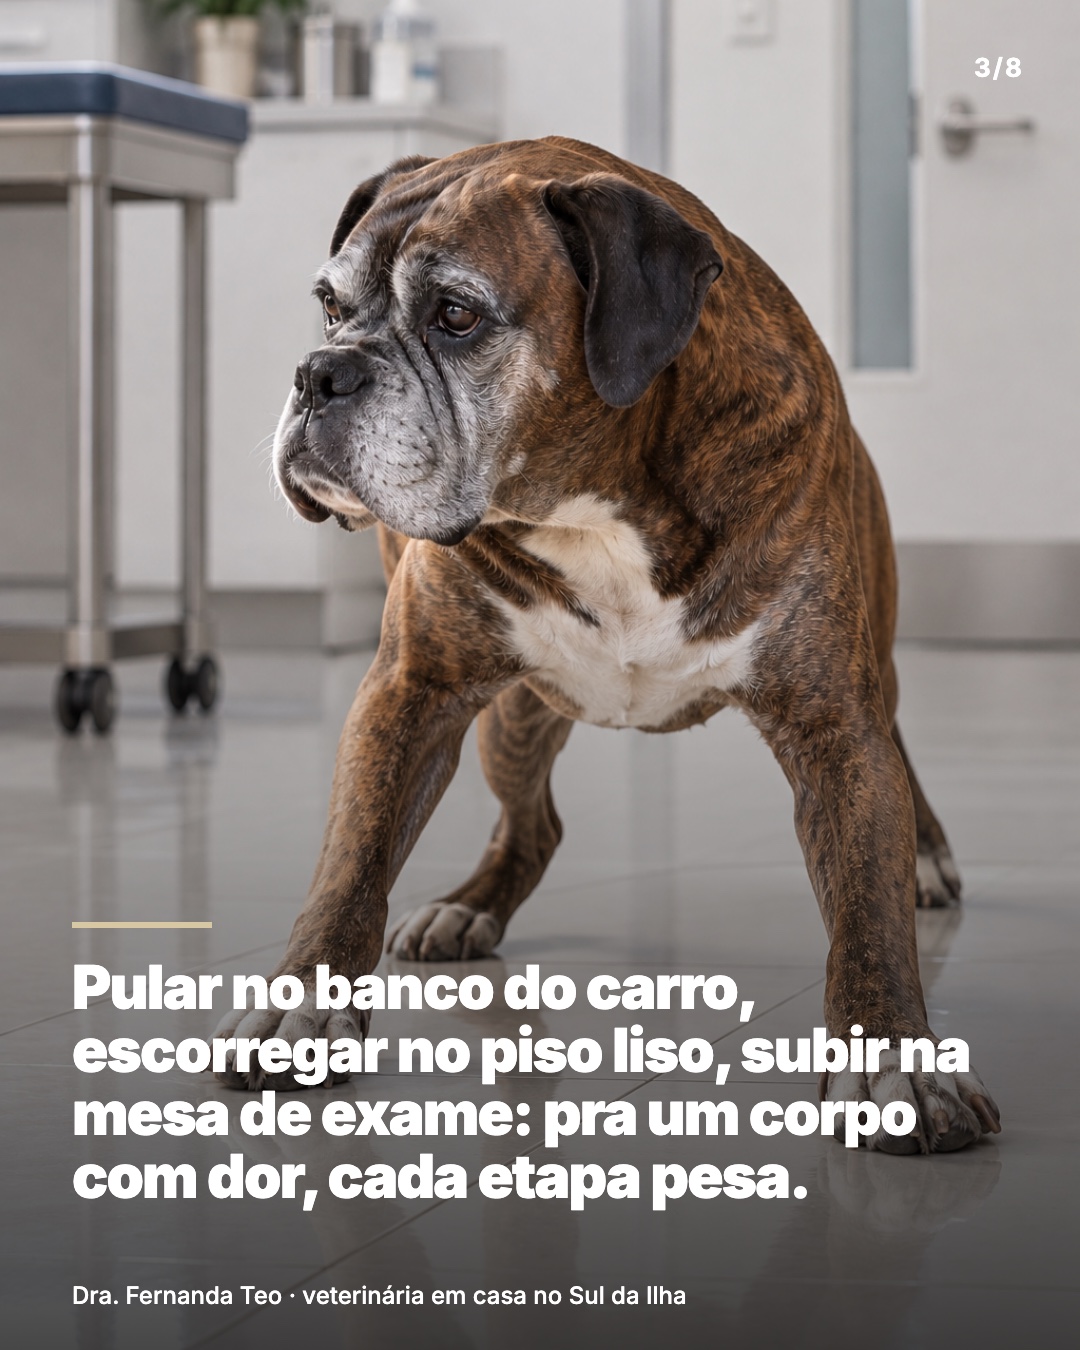 3/8
Pular no banco do carro,
escorregar no piso liso, subir na
mesa de exame: pra um corpo
com dor, cada etapa pesa.
Dra. Fernanda Teo · veterinária em casa no Sul da Ilha